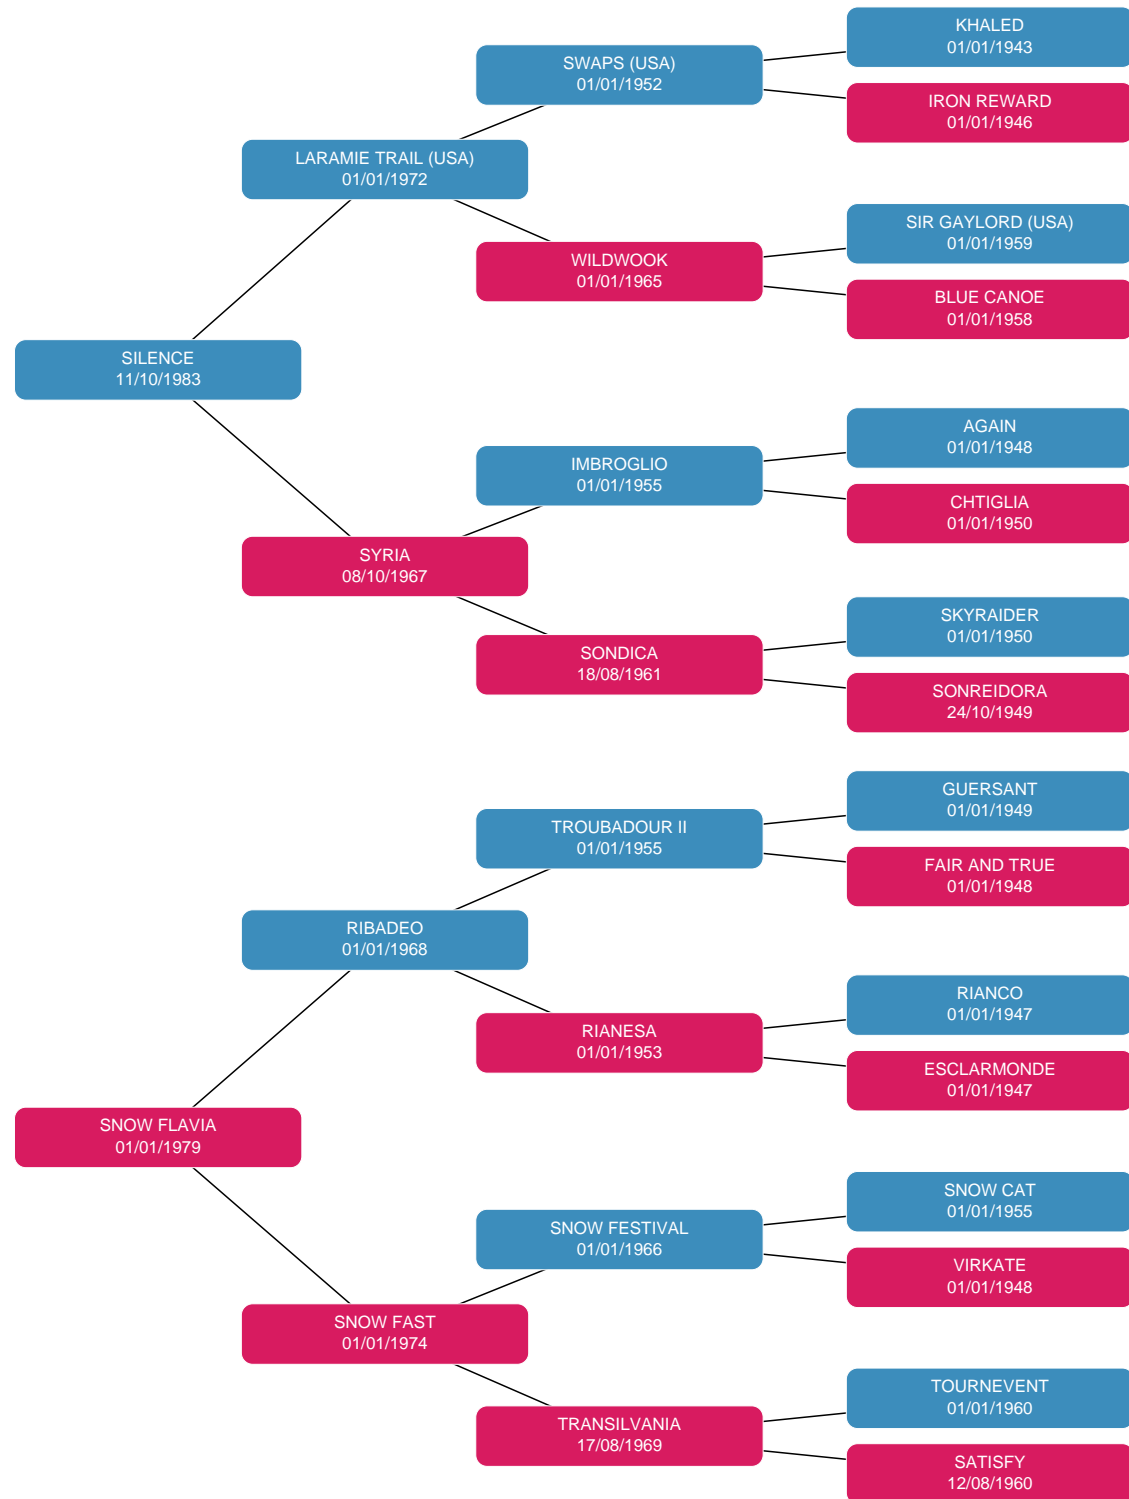 KHALED
01/01/1943
SWAPS (USA)
01/01/1952
IRON REWARD
01/01/1946
LARAMIE TRAIL (USA)
01/01/1972
SIR GAYLORD (USA)
01/01/1959
WILDWOOK
01/01/1965
BLUE CANOE
01/01/1958
SILENCE
11/10/1983
AGAIN
01/01/1948
IMBROGLIO
01/01/1955
CHTIGLIA
01/01/1950
SYRIA
08/10/1967
SKYRAIDER
01/01/1950
SONDICA
18/08/1961
SONREIDORA
24/10/1949
GUERSANT
01/01/1949
TROUBADOUR II
01/01/1955
FAIR AND TRUE
01/01/1948
RIBADEO
01/01/1968
RIANCO
01/01/1947
RIANESA
01/01/1953
ESCLARMONDE
01/01/1947
SNOW FLAVIA
01/01/1979
SNOW CAT
01/01/1955
SNOW FESTIVAL
01/01/1966
VIRKATE
01/01/1948
SNOW FAST
01/01/1974
TOURNEVENT
01/01/1960
TRANSILVANIA
17/08/1969
SATISFY
12/08/1960